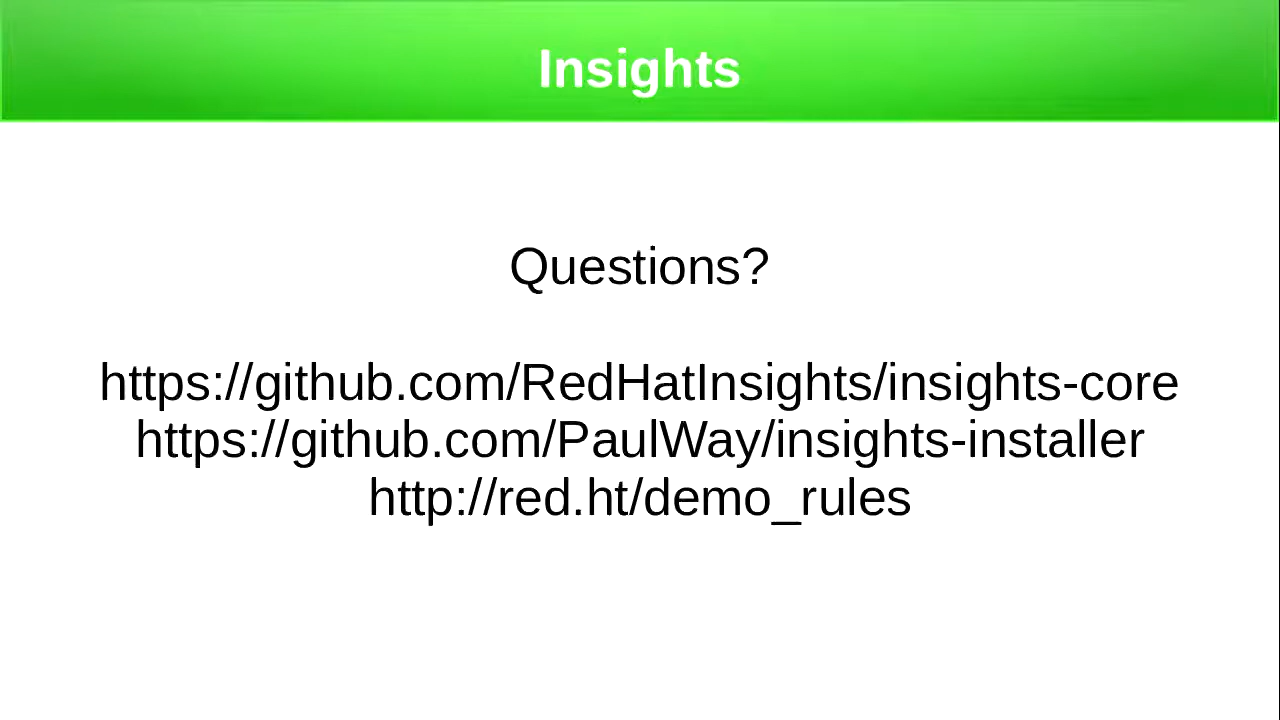 Insights
Questions?
https://github.com/RedHatInsights/insights-core
https://github.com/PaulWay/insights-installer
http://red.ht/demo_rules